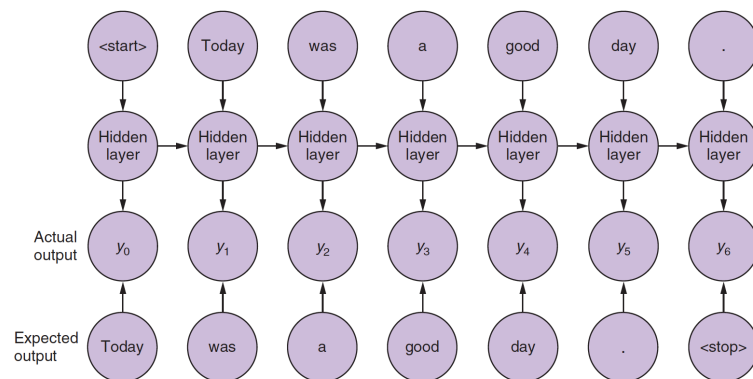 <start> Today was a good day .
Hidden Hidden Hidden Hidden Hidden Hidden Hidden
layer layer layer layer layer layer layer
Actual
output
y0 y1 y2 y3 y4 y5 y6
Expected
output
Today was a good day . <stop>